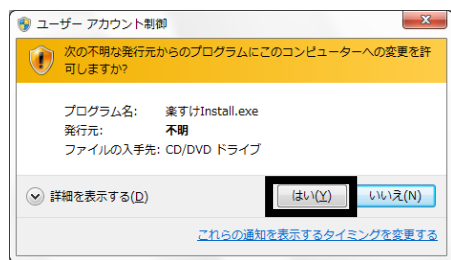 ユーザー アカウント制御
次の不明な発行元からのプログラムにこのコンピューターへの変更を許
可しますか?
プログラム名: 楽すけInstall.exe
発行元: 不明
ファイルの入手先: CD/DVD ドライブ
詳細を表示する(D) はい(Y) いいえ(N)
これらの通知を表示するタイミングを変更する